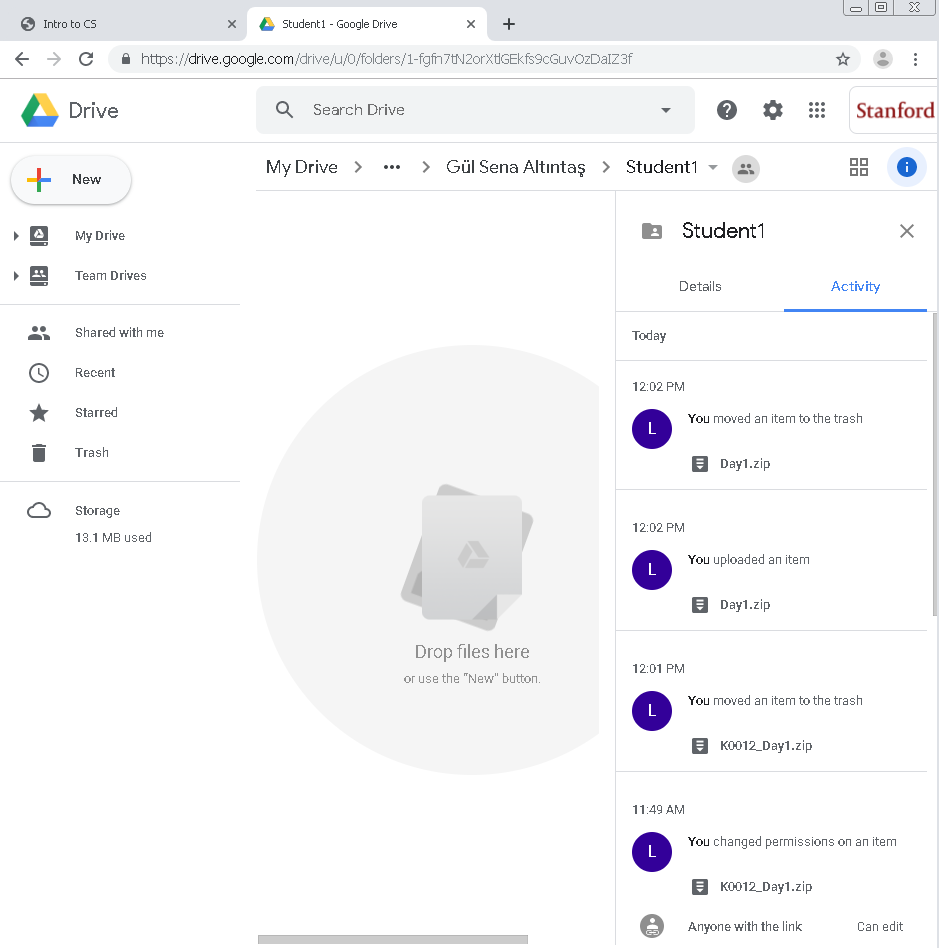 Intro to CS
Student1 - Google Drive
https://drive.google.com/drive/u/0/folders/1-fgfn7tN2orXtlGEkfs9cGuvOzDaIZ3f
Drive
Search Drive
Stanford
New
My Drive
Team Drives
Shared with me
Recent
Starred
Trash
Storage
13.1 MB used
My Drive > ••• > Gül Sena Altıntaş > Student1
Drop files here
or use the "New" button.
Student1
Details
Activity
Today
12:02 PM
L
You moved an item to the trash
Day1.zip
12:02 PM
L
You uploaded an item
Day1.zip
12:01 PM
L
You moved an item to the trash
K0012_Day1.zip
11:49 AM
L
You changed permissions on an item
K0012_Day1.zip
Anyone with the link Can edit